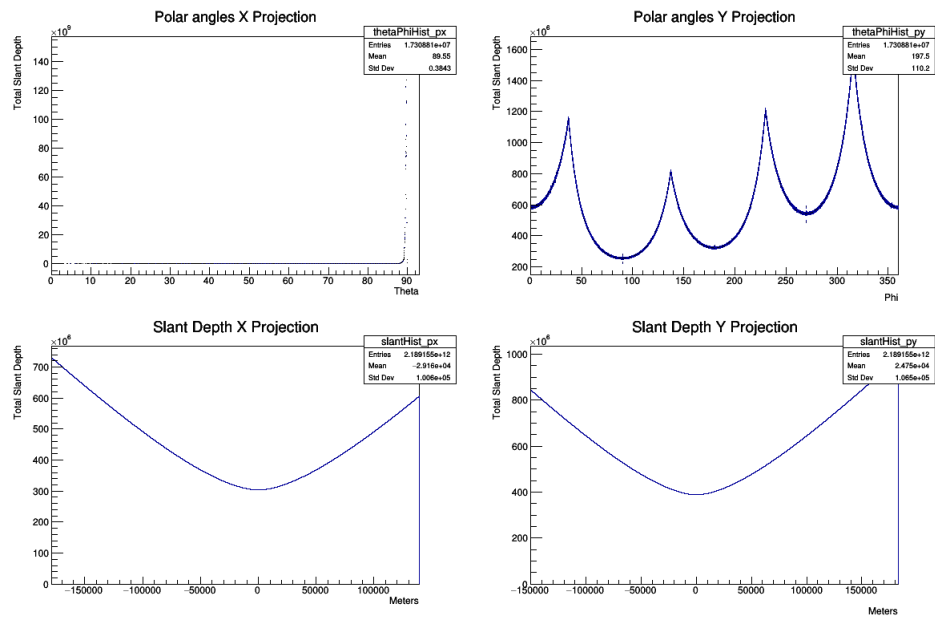 Polar angles X Projection
×10⁹
thetaPhiHist_px
Entries 1.730881e+07
Mean 89.55
Std Dev 0.3843
Total Slant Depth
140
120
100
80
60
40
20
0
0 10 20 30 40 50 60 70 80 90
Theta
Polar angles Y Projection
×10⁶
thetaPhiHist_py
Entries 1.730881e+07
Mean 197.5
Std Dev 110.2
Total Slant Depth
1600
1400
1200
1000
800
600
400
200
0 50 100 150 200 250 300 350
Phi
Slant Depth X Projection
×10⁶
slantHist_px
Entries 2.189155e+12
Mean −2.916e+04
Std Dev 1.006e+05
Total Slant Depth
700
600
500
400
300
200
100
0
−150000 −100000 −50000 0 50000 100000
Meters
Slant Depth Y Projection
×10⁶
slantHist_py
Entries 2.189155e+12
Mean 2.475e+04
Std Dev 1.065e+05
Total Slant Depth
1000
800
600
400
200
0
−150000 −100000 −50000 0 50000 100000 150000
Meters